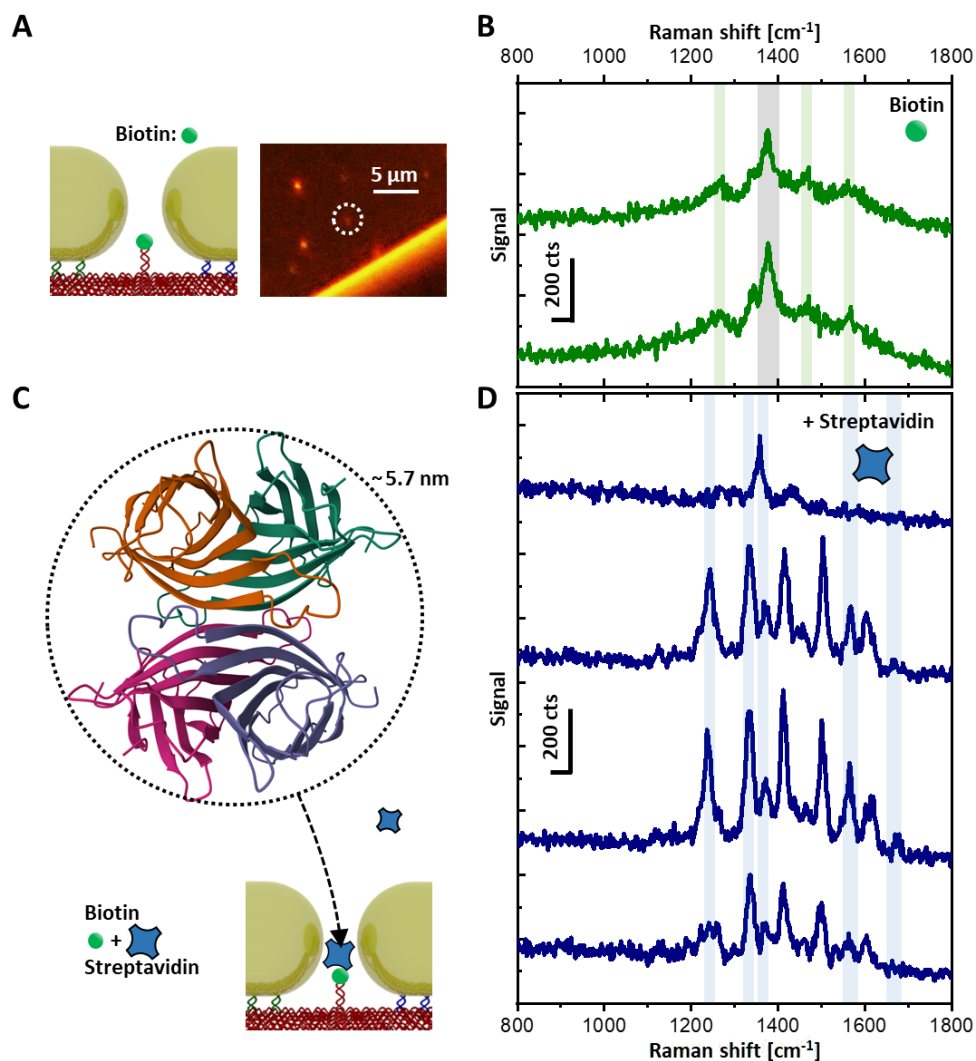 A
Biotin:
5 µm
B
Raman shift [cm⁻¹]
800 1000 1200 1400 1600 1800
Biotin
Signal
200 cts
C
~5.7 nm
Biotin
+
Streptavidin
D
+ Streptavidin
Signal
200 cts
800 1000 1200 1400 1600 1800
Raman shift [cm⁻¹]